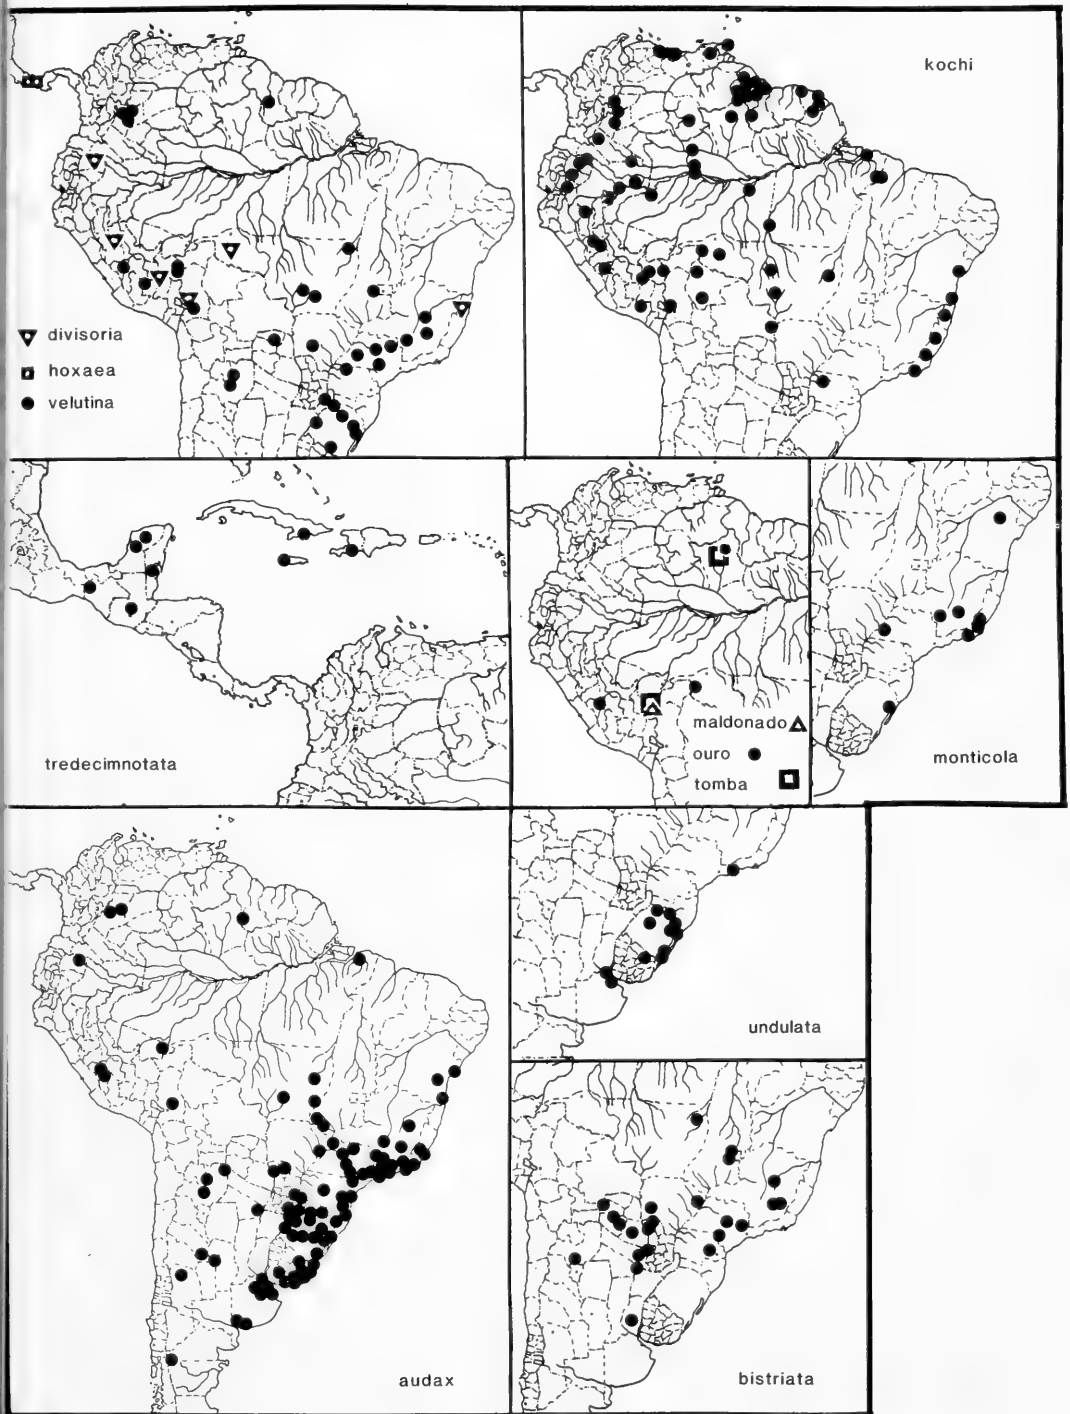 kochi
divisoria
hoxaea
velutina
tredecimnotata
maldonado
ouro
tomba
monticola
undulata
audax
bistriata